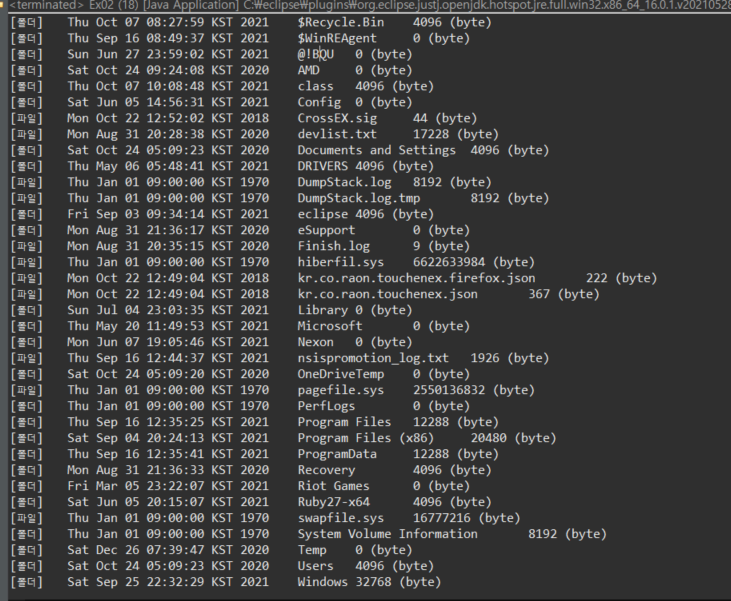 <terminated> Ex02 (18) [Java Application] C:₩eclipse₩plugins₩org.eclipse.justj.openjdk.hotspot.jre.full.win32.x86_64_16.0.1.v20210528
[폴더] Thu Oct 07 08:27:59 KST 2021 $Recycle.Bin 4096 (byte)
[폴더] Thu Sep 16 08:49:37 KST 2021 $WinREAgent 0 (byte)
[폴더] Sun Jun 27 23:59:02 KST 2021 @!BQU 0 (byte)
[폴더] Sat Oct 24 09:24:08 KST 2020 AMD 0 (byte)
[폴더] Thu Oct 07 10:08:48 KST 2021 class 4096 (byte)
[폴더] Sat Jun 05 14:56:31 KST 2021 Config 0 (byte)
[파일] Mon Oct 22 12:52:02 KST 2018 CrossEX.sig 44 (byte)
[파일] Mon Aug 31 20:28:38 KST 2020 devlist.txt 17228 (byte)
[폴더] Sat Oct 24 05:09:23 KST 2020 Documents and Settings 4096 (byte)
[폴더] Thu May 06 05:48:41 KST 2021 DRIVERS 4096 (byte)
[파일] Thu Jan 01 09:00:00 KST 1970 DumpStack.log 8192 (byte)
[파일] Thu Jan 01 09:00:00 KST 1970 DumpStack.log.tmp 8192 (byte)
[폴더] Fri Sep 03 09:34:14 KST 2021 eclipse 4096 (byte)
[폴더] Mon Aug 31 21:36:17 KST 2020 eSupport 0 (byte)
[파일] Mon Aug 31 20:35:15 KST 2020 Finish.log 9 (byte)
[파일] Thu Jan 01 09:00:00 KST 1970 hiberfil.sys 6622633984 (byte)
[파일] Mon Oct 22 12:49:04 KST 2018 kr.co.raon.touchenex.firefox.json 222 (byte)
[파일] Mon Oct 22 12:49:04 KST 2018 kr.co.raon.touchenex.json 367 (byte)
[폴더] Sun Jul 04 23:03:35 KST 2021 Library 0 (byte)
[폴더] Thu May 20 11:49:53 KST 2021 Microsoft 0 (byte)
[폴더] Mon Jun 07 19:05:46 KST 2021 Nexon 0 (byte)
[파일] Thu Sep 16 12:44:37 KST 2021 nsispromotion_log.txt 1926 (byte)
[폴더] Sat Oct 24 05:09:20 KST 2020 OneDriveTemp 0 (byte)
[파일] Thu Jan 01 09:00:00 KST 1970 pagefile.sys 2550136832 (byte)
[폴더] Thu Jan 01 09:00:00 KST 1970 PerfLogs 0 (byte)
[폴더] Thu Sep 16 12:35:25 KST 2021 Program Files 12288 (byte)
[폴더] Sat Sep 04 20:24:13 KST 2021 Program Files (x86) 20480 (byte)
[폴더] Thu Sep 16 12:35:41 KST 2021 ProgramData 12288 (byte)
[폴더] Mon Aug 31 21:36:33 KST 2020 Recovery 4096 (byte)
[폴더] Fri Mar 05 23:22:07 KST 2021 Riot Games 0 (byte)
[폴더] Sat Jun 05 20:15:07 KST 2021 Ruby27-x64 4096 (byte)
[파일] Thu Jan 01 09:00:00 KST 1970 swapfile.sys 16777216 (byte)
[폴더] Thu Jan 01 09:00:00 KST 1970 System Volume Information 8192 (byte)
[폴더] Sat Dec 26 07:39:47 KST 2020 Temp 0 (byte)
[폴더] Sat Oct 24 05:09:23 KST 2020 Users 4096 (byte)
[폴더] Sat Sep 25 22:32:29 KST 2021 Windows 32768 (byte)